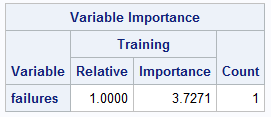 Variable Importance
Training
Variable Relative Importance Count
failures 1.0000 3.7271 1